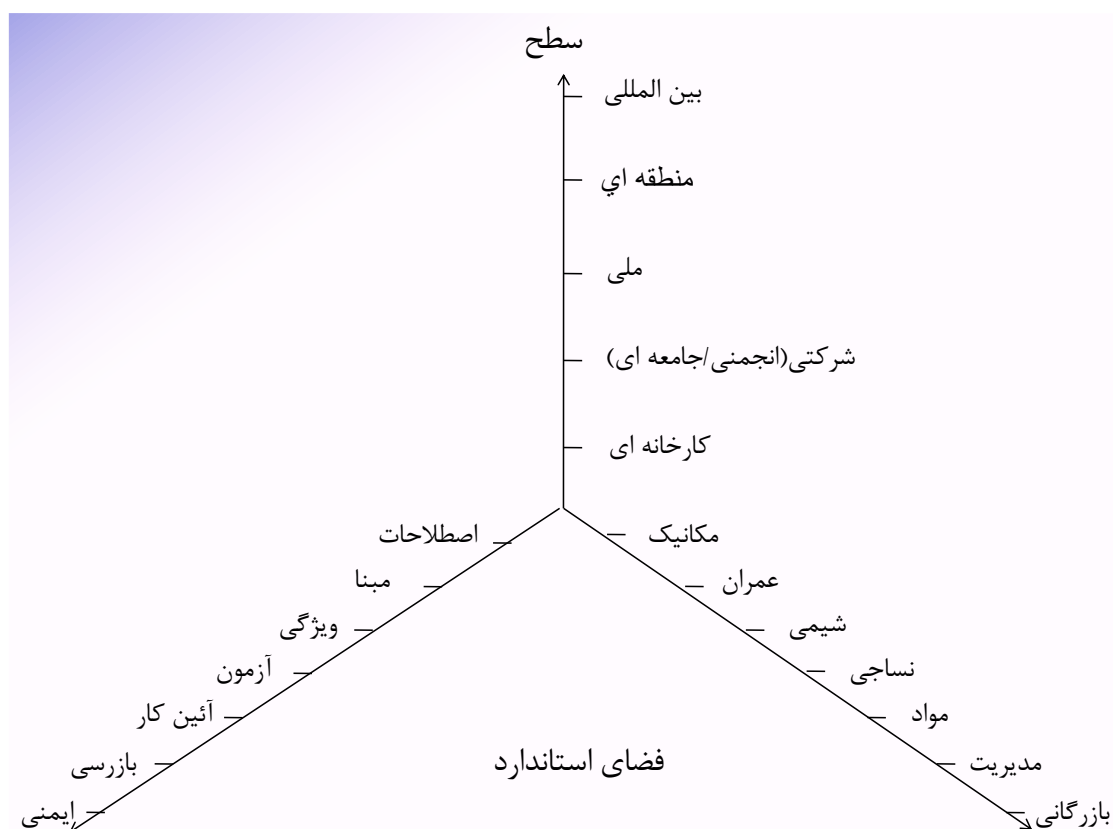 سطح
بین المللی
منطقه اي
ملی
شرکتی(انجمنی/جامعه ای)
کارخانه ای
مکانیک
عمران
شیمی
نساجی
مواد
مدیریت
بازرگانی
اصطلاحات
مبنا
ویژگی
آزمون
آئین کار
بازرسی
ایمنی
فضای استاندارد